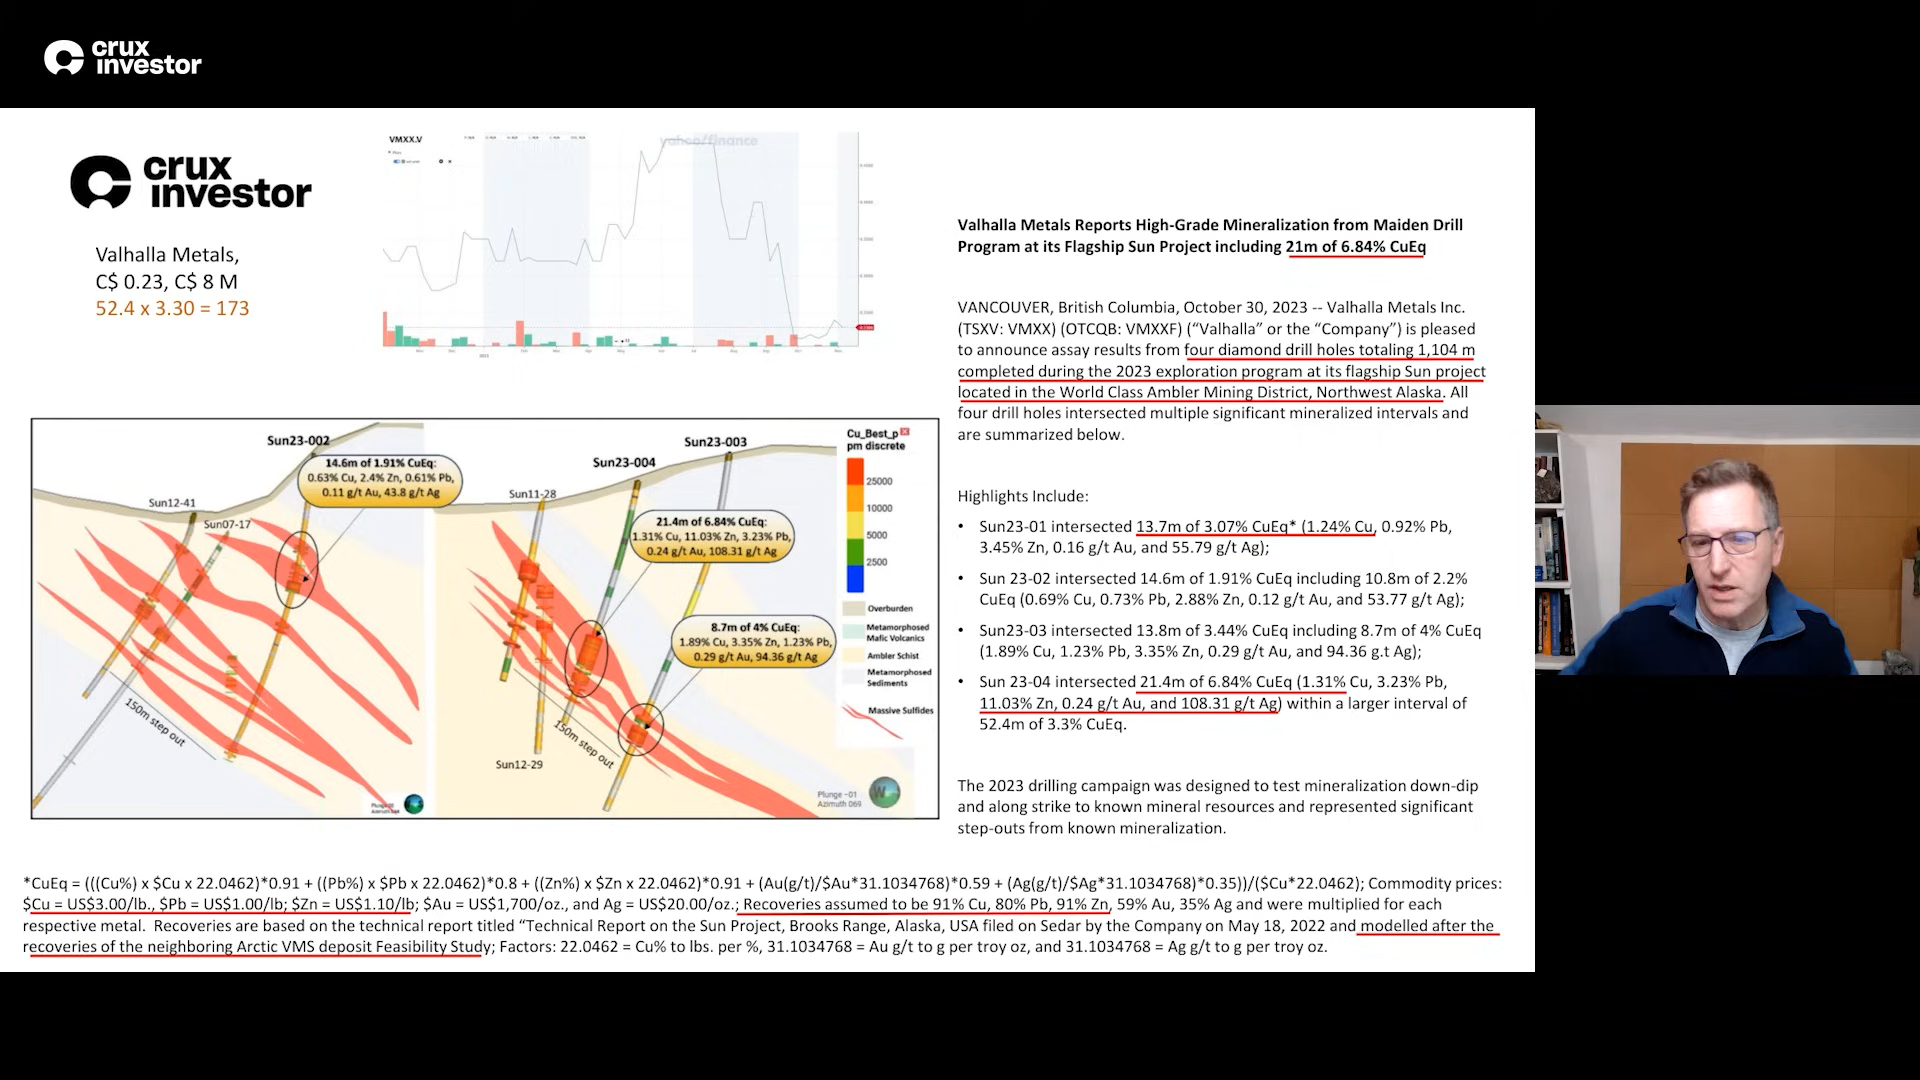 crux
investor
crux
investor
Valhalla Metals,
C$ 0.23, C$ 8 M
52.4 x 3.30 = 173
VMXX.V
yahoo/finance
Valhalla Metals Reports High-Grade Mineralization from Maiden Drill
Program at its Flagship Sun Project including 21m of 6.84% CuEq
VANCOUVER, British Columbia, October 30, 2023 -- Valhalla Metals Inc.
(TSXV: VMXX) (OTCQB: VMXXF) (“Valhalla” or the “Company”) is pleased
to announce assay results from four diamond drill holes totaling 1,104 m
completed during the 2023 exploration program at its flagship Sun project
located in the World Class Ambler Mining District, Northwest Alaska. All
four drill holes intersected multiple significant mineralized intervals and
are summarized below.
Highlights Include:
• Sun23-01 intersected 13.7m of 3.07% CuEq* (1.24% Cu, 0.92% Pb,
3.45% Zn, 0.16 g/t Au, and 55.79 g/t Ag);
• Sun 23-02 intersected 14.6m of 1.91% CuEq including 10.8m of 2.2%
CuEq (0.69% Cu, 0.73% Pb, 2.88% Zn, 0.12 g/t Au, and 53.77 g/t Ag);
• Sun23-03 intersected 13.8m of 3.44% CuEq including 8.7m of 4% CuEq
(1.89% Cu, 1.23% Pb, 3.35% Zn, 0.29 g/t Au, and 94.36 g.t Ag);
• Sun 23-04 intersected 21.4m of 6.84% CuEq (1.31% Cu, 3.23% Pb,
11.03% Zn, 0.24 g/t Au, and 108.31 g/t Ag) within a larger interval of
52.4m of 3.3% CuEq.
The 2023 drilling campaign was designed to test mineralization down-dip
and along strike to known mineral resources and represented significant
step-outs from known mineralization.
Sun23-002
14.6m of 1.91% CuEq:
0.63% Cu, 2.4% Zn, 0.61% Pb,
0.11 g/t Au, 43.8 g/t Ag
Sun12-41
Sun07-17
150m step out
Sun23-003
Sun23-004
Sun11-28
21.4m of 6.84% CuEq:
1.31% Cu, 11.03% Zn, 3.23% Pb,
0.24 g/t Au, 108.31 g/t Ag
8.7m of 4% CuEq:
1.89% Cu, 3.35% Zn, 1.23% Pb,
0.29 g/t Au, 94.36 g/t Ag
150m step out
Sun12-29
Cu_Best_p
pm discrete
25000
10000
5000
2500
Overburden
Metamorphosed
Mafic Volcanics
Ambler Schist
Metamorphosed
Sediments
Massive Sulfides
Plunge -01
Azimuth 069
*CuEq = (((Cu%) x $Cu x 22.0462)*0.91 + ((Pb%) x $Pb x 22.0462)*0.8 + ((Zn%) x $Zn x 22.0462)*0.91 + (Au(g/t)/$Au*31.1034768)*0.59 + (Ag(g/t)/$Ag*31.1034768)*0.35))/($Cu*22.0462); Commodity prices:
$Cu = US$3.00/lb., $Pb = US$1.00/lb; $Zn = US$1.10/lb; $Au = US$1,700/oz., and Ag = US$20.00/oz.; Recoveries assumed to be 91% Cu, 80% Pb, 91% Zn, 59% Au, 35% Ag and were multiplied for each
respective metal. Recoveries are based on the technical report titled “Technical Report on the Sun Project, Brooks Range, Alaska, USA filed on Sedar by the Company on May 18, 2022 and modelled after the
recoveries of the neighboring Arctic VMS deposit Feasibility Study; Factors: 22.0462 = Cu% to lbs. per %, 31.1034768 = Au g/t to g per troy oz, and 31.1034768 = Ag g/t to g per troy oz.